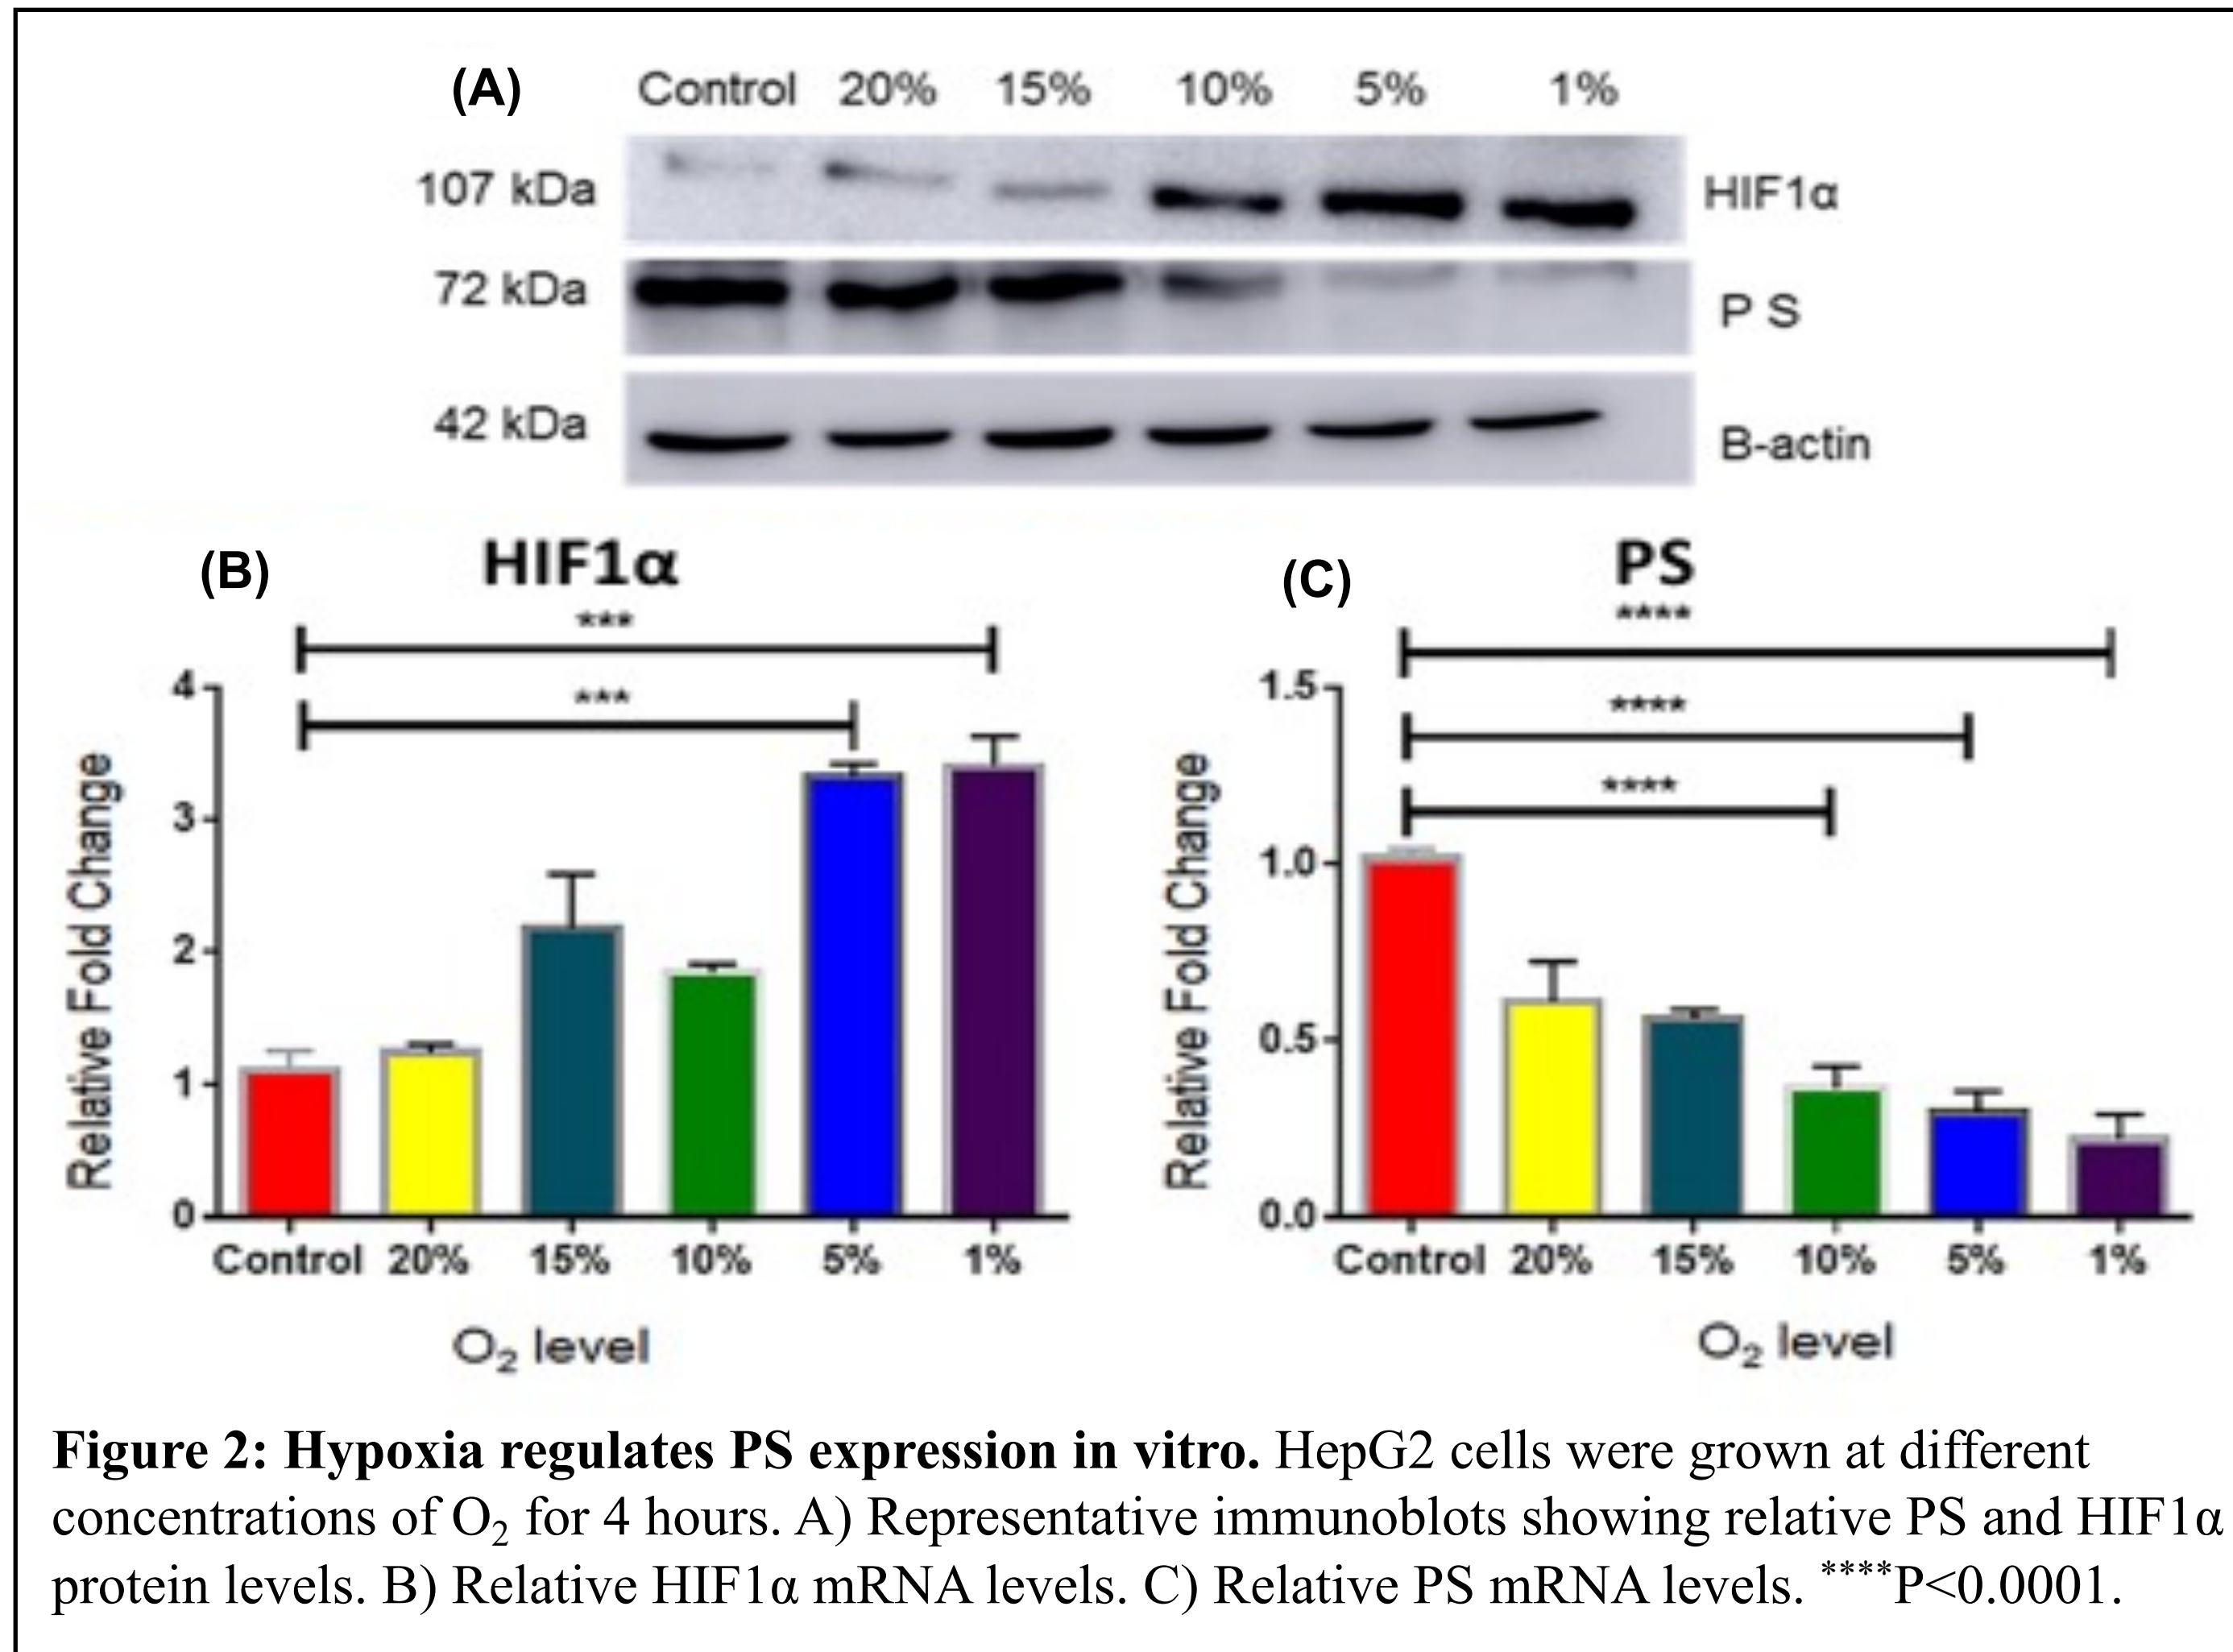 (A) Control 20% 15% 10% 5% 1%
107 kDa HIF1α
72 kDa P S
42 kDa B-actin
(B) HIF1α
***
***
Relative Fold Change
4
3
2
1
0
Control 20% 15% 10% 5% 1%
O₂ level
(C) PS
****
****
****
Relative Fold Change
1.5
1.0
0.5
0.0
Control 20% 15% 10% 5% 1%
O₂ level
Figure 2: Hypoxia regulates PS expression in vitro. HepG2 cells were grown at different
concentrations of O₂ for 4 hours. A) Representative immunoblots showing relative PS and HIF1α
protein levels. B) Relative HIF1α mRNA levels. C) Relative PS mRNA levels. ****P<0.0001.